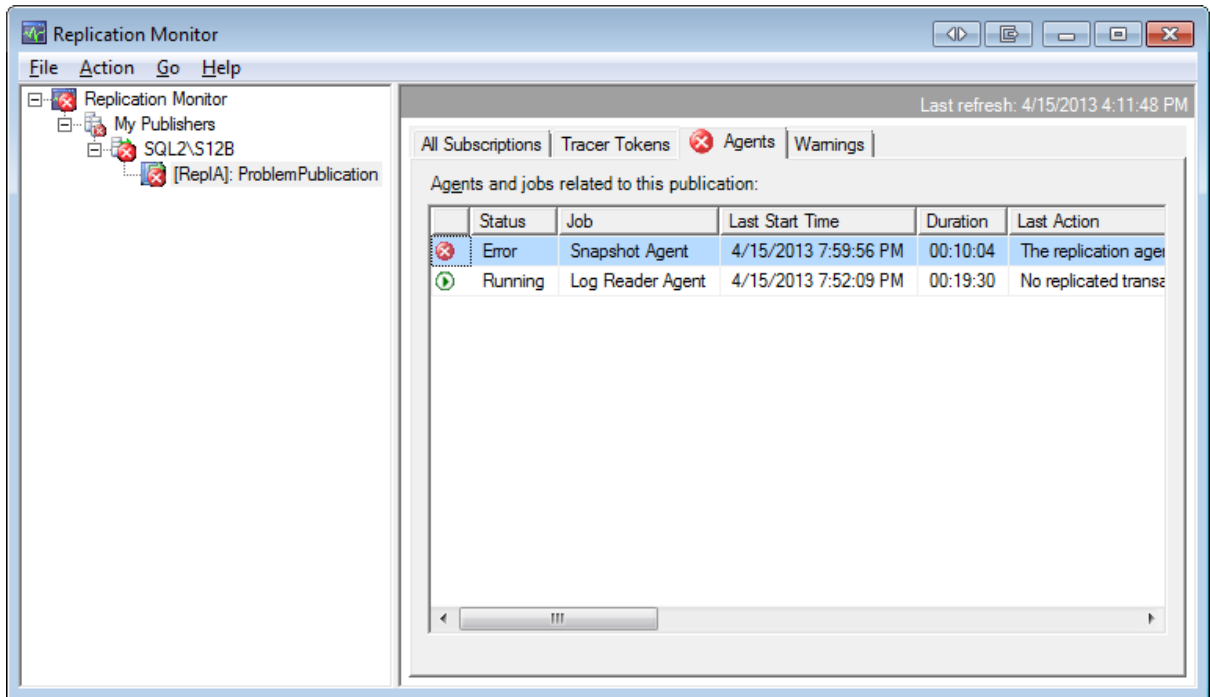 Replication Monitor
File Action Go Help
Replication Monitor
My Publishers
SQL2\S12B
[ReplA]: ProblemPublication
Last refresh: 4/15/2013 4:11:48 PM
All Subscriptions Tracer Tokens Agents Warnings
Agents and jobs related to this publication:
Status Job Last Start Time Duration Last Action
Error Snapshot Agent 4/15/2013 7:59:56 PM 00:10:04 The replication agen
Running Log Reader Agent 4/15/2013 7:52:09 PM 00:19:30 No replicated transa